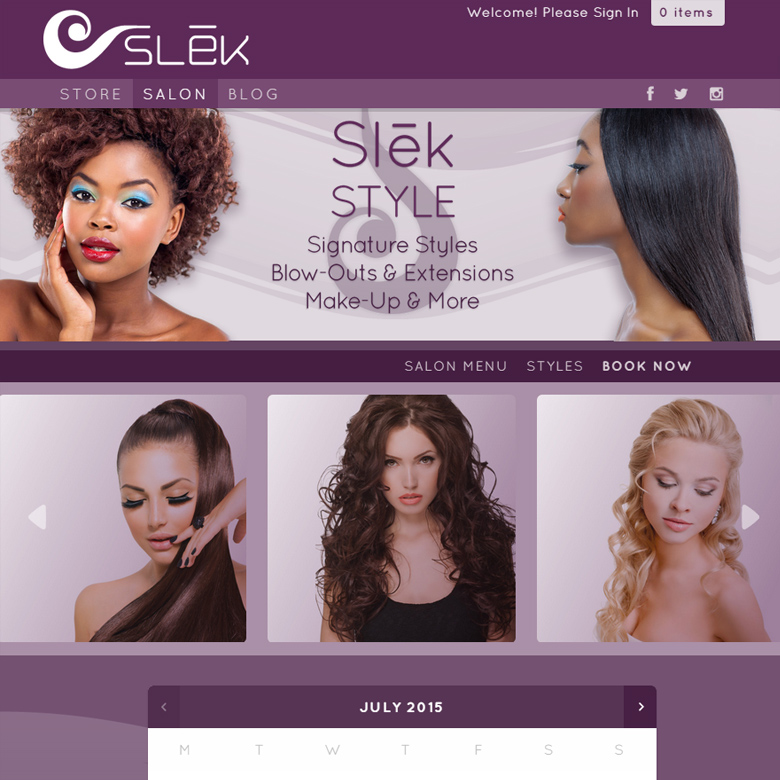 Welcome! Please Sign In 0 items
SLēK
STORE SALON BLOG
Slēk
STYLE
Signature Styles
Blow-Outs & Extensions
Make-Up & More
SALON MENU STYLES BOOK NOW
JULY 2015
M T W T F S S